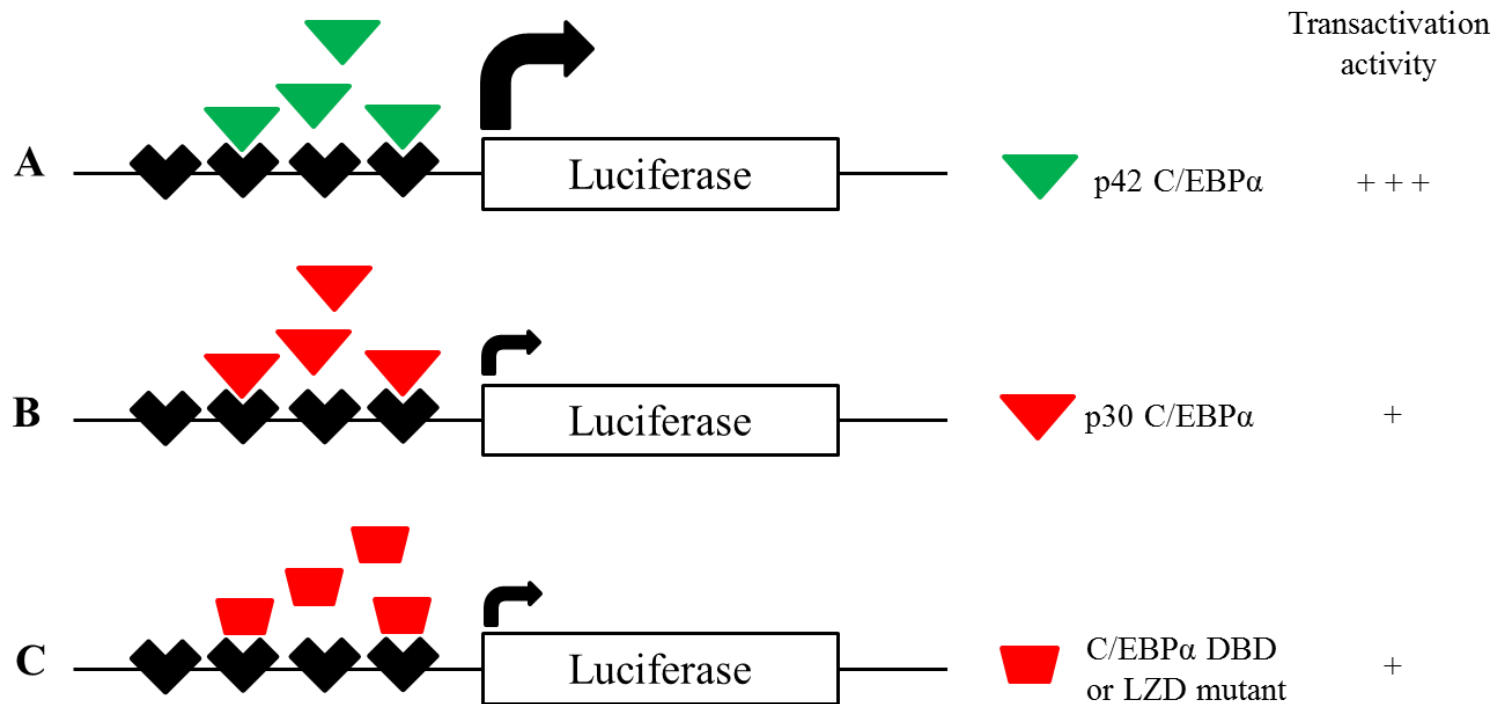 Transactivation
activity
A
Luciferase
p42 C/EBPα
+ + +
B
Luciferase
p30 C/EBPα
+
C
Luciferase
C/EBPα DBD
or LZD mutant
+